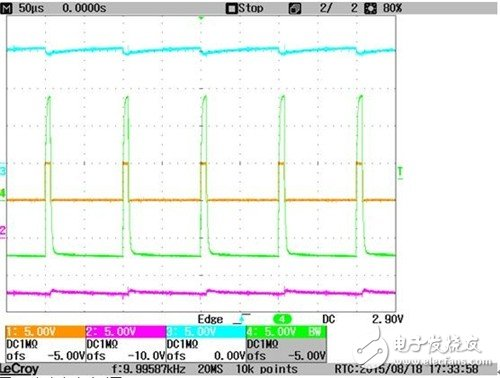 M 50μs 0.0000s Stop 2/ 2 80%
3
T
4
2
Edge 4 DC 2.90V
1: 5.00V 2: 5.00V 3: 5.00V 4: 5.00V BW
DC1MΩ DC1MΩ DC1MΩ DC1MΩ
ofs -5.00V ofs -10.0V ofs 0.00V ofs -5.00V
LeCroy f:9.99587kHz 20MS 10k points RTC:2015/08/18 17:33:58
电子发烧友
www.elecfans.com